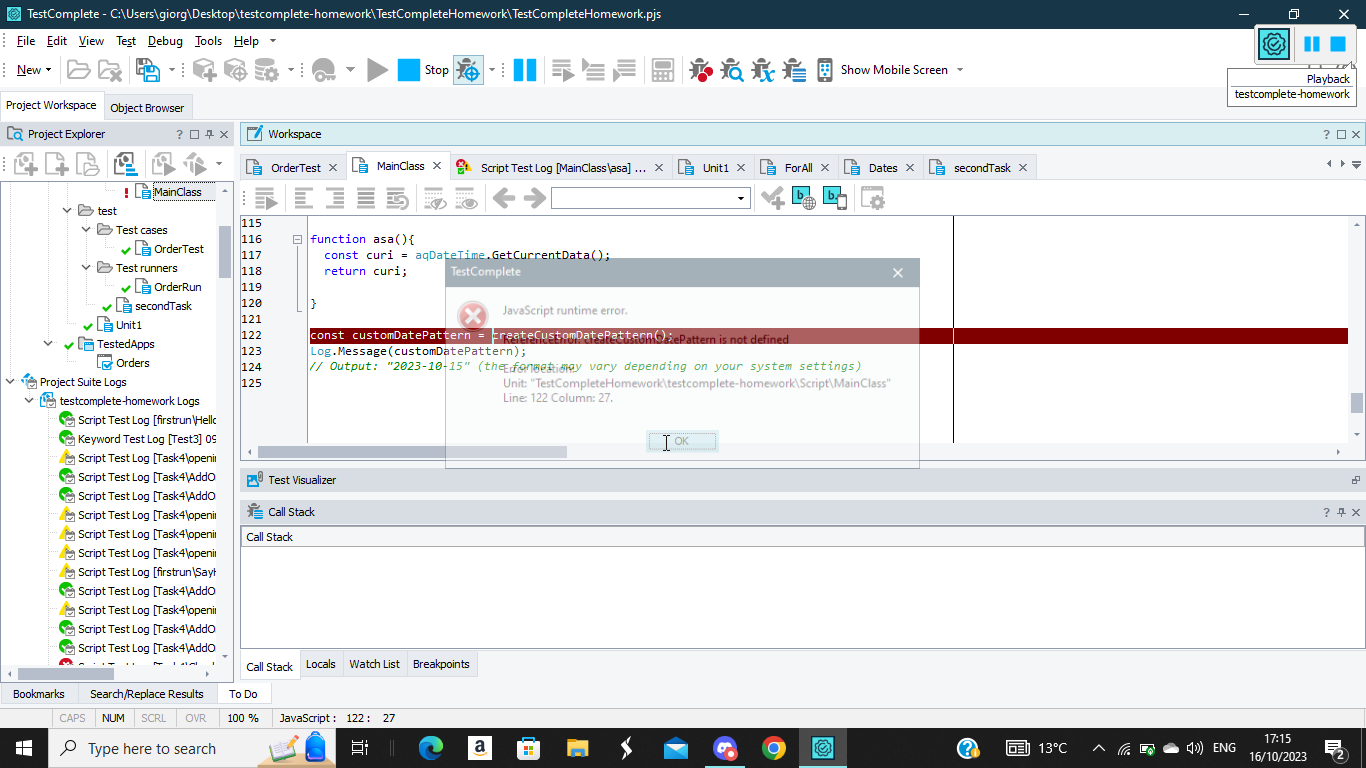 TestComplete - C:\Users\giorg\Desktop\testcomplete-homework\TestCompleteHomework\TestCompleteHomework.pjs
File Edit View Test Debug Tools Help
New Stop Show Mobile Screen
Playback
testcomplete-homework
Project Workspace Object Browser
Project Explorer
Workspace
OrderTest MainClass Script Test Log [MainClass\asa] ... Unit1 ForAll Dates secondTask
MainClass
test
Test cases
OrderTest
Test runners
OrderRun
secondTask
Unit1
TestedApps
Orders
Project Suite Logs
testcomplete-homework Logs
Script Test Log [firstrun\Hello
Keyword Test Log [Test3] 09
Script Test Log [Task4\openin
Script Test Log [Task4\AddO
Script Test Log [Task4\AddO
Script Test Log [Task4\openin
Script Test Log [Task4\openin
Script Test Log [Task4\openin
Script Test Log [firstrun\SayH
Script Test Log [Task4\AddO
Script Test Log [Task4\openin
Script Test Log [Task4\AddO
Script Test Log [Task4\AddO
115
116 function asa(){
117 const curi = aqDateTime.GetCurrentData();
118 return curi;
119
120 }
121
122 const customDatePattern = createCustomDatePattern();
123 Log.Message(customDatePattern);
124 // Output: "2023-10-15" (the format may vary depending on your system settings)
125
TestComplete
JavaScript runtime error.
ReferenceError: createCustomDatePattern is not defined
Error location:
Unit: "TestCompleteHomework\testcomplete-homework\Script\MainClass"
Line: 122 Column: 27.
OK
Test Visualizer
Call Stack
Call Stack
Call Stack Locals Watch List Breakpoints
Bookmarks Search/Replace Results To Do
CAPS NUM SCRL OVR 100 % JavaScript : 122 : 27
Type here to search
13°C ENG
17:15
16/10/2023
2